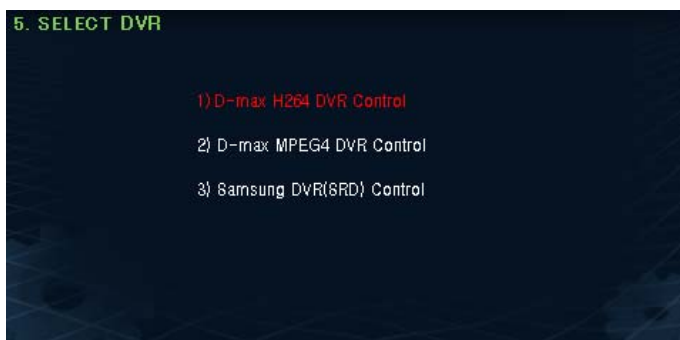 5. SELECT DVR
1) D-max H264 DVR Control
2) D-max MPEG4 DVR Control
3) Samsung DVR(SRD) Control